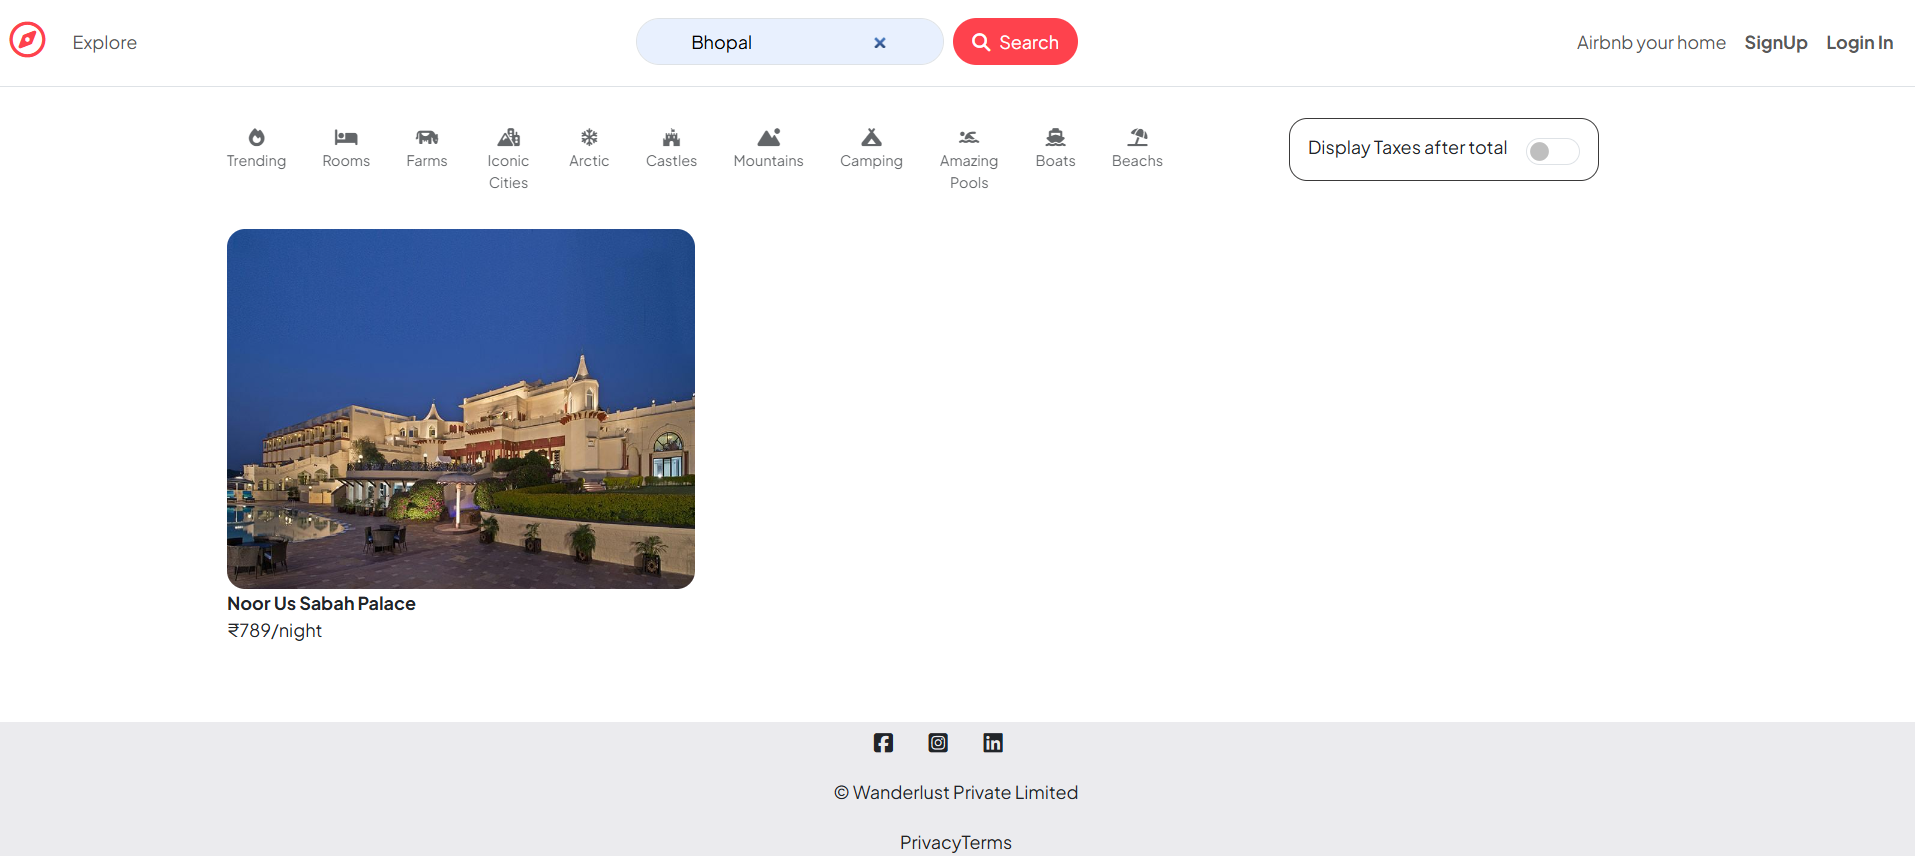 Explore
Bhopal
Search
Airbnb your home
SignUp
Login In
Trending
Rooms
Farms
Iconic
Cities
Arctic
Castles
Mountains
Camping
Amazing
Pools
Boats
Beachs
Display Taxes after total
Noor Us Sabah Palace
₹789/night
© Wanderlust Private Limited
PrivacyTerms